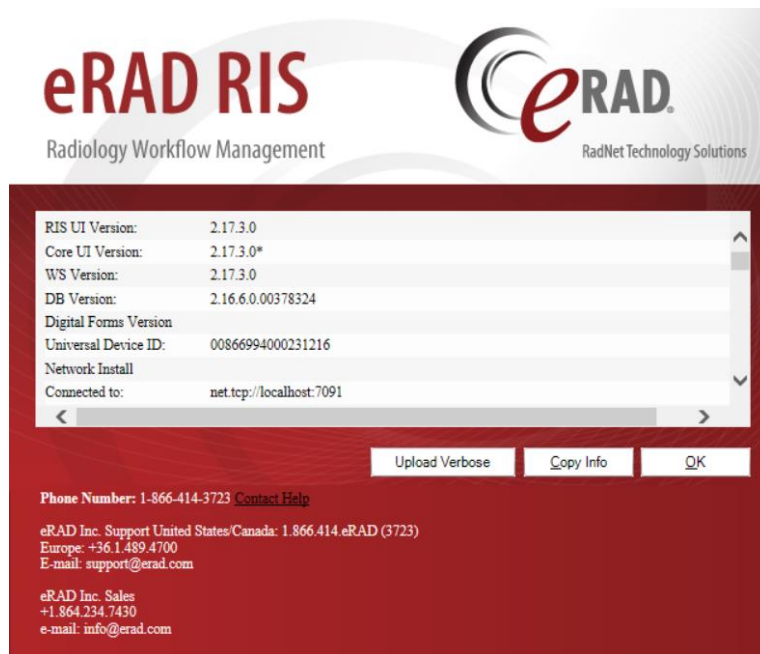 eRAD RIS
Radiology Workflow Management
eRAD®
RadNet Technology Solutions
RIS UI Version: 2.17.3.0
Core UI Version: 2.17.3.0*
WS Version: 2.17.3.0
DB Version: 2.16.6.0.00378324
Digital Forms Version
Universal Device ID: 00866994000231216
Network Install
Connected to: net.tcp://localhost:7091
Upload Verbose Copy Info OK
Phone Number: 1-866-414-3723 Contact Help
eRAD Inc. Support United States/Canada: 1.866.414.eRAD (3723)
Europe: +36.1.489.4700
E-mail: support@erad.com
eRAD Inc. Sales
+1.864.234.7430
e-mail: info@erad.com